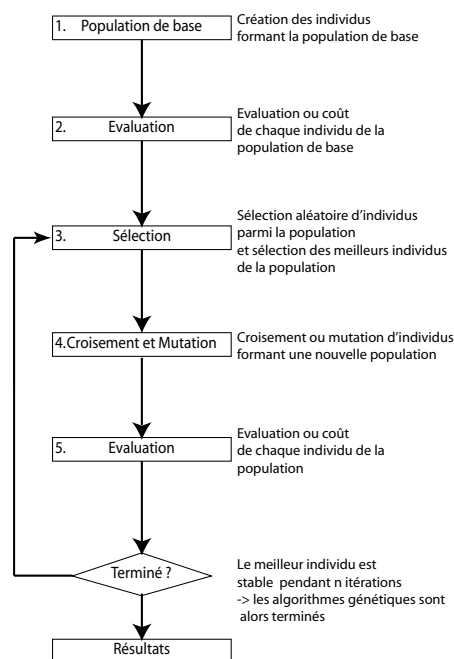 1. Population de base
Création des individus
formant la population de base
2. Evaluation
Evaluation ou coût
de chaque individu de la
population de base
3. Sélection
Sélection aléatoire d'individus
parmi la population
et sélection des meilleurs individus
de la population
4.Croisement et Mutation
Croisement ou mutation d'individus
formant une nouvelle population
5. Evaluation
Evaluation ou coût
de chaque individu de la
population
Terminé ?
Le meilleur individu est
stable pendant n itérations
-> les algorithmes génétiques sont
alors terminés
Résultats